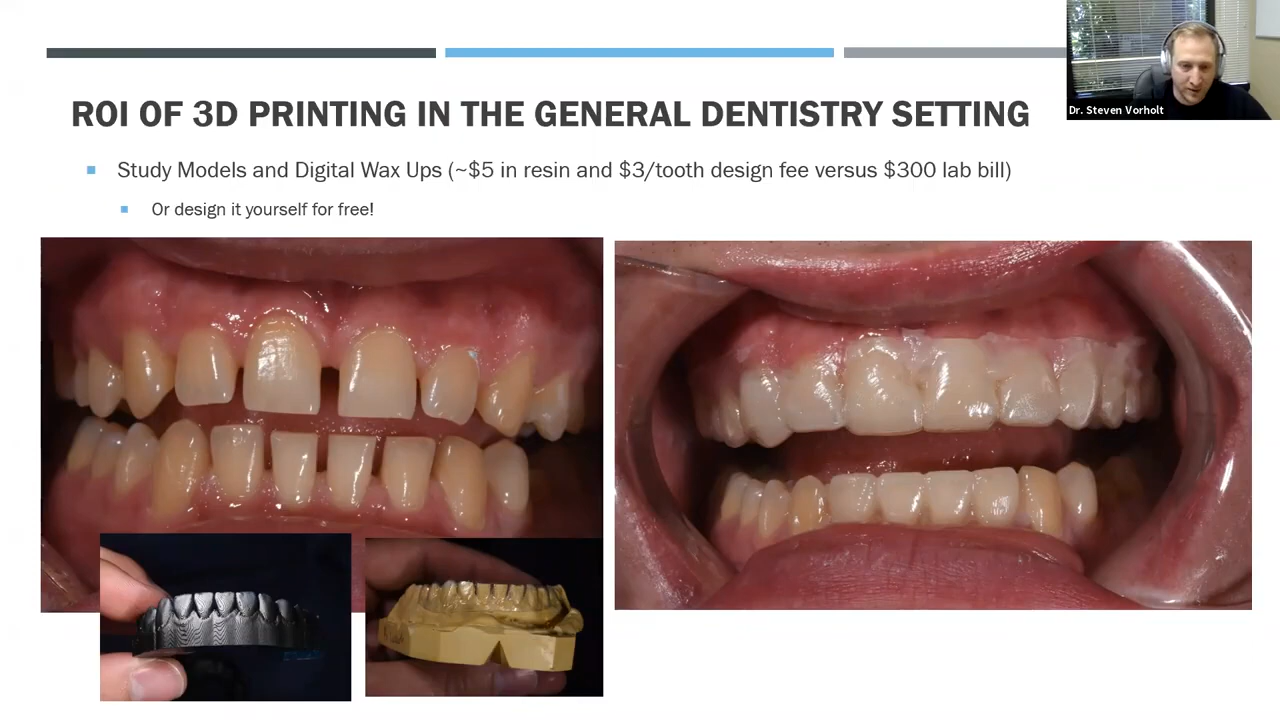 Dr. Steven Vorholt
ROI OF 3D PRINTING IN THE GENERAL DENTISTRY SETTING
Study Models and Digital Wax Ups (~$5 in resin and $3/tooth design fee versus $300 lab bill)
Or design it yourself for free!